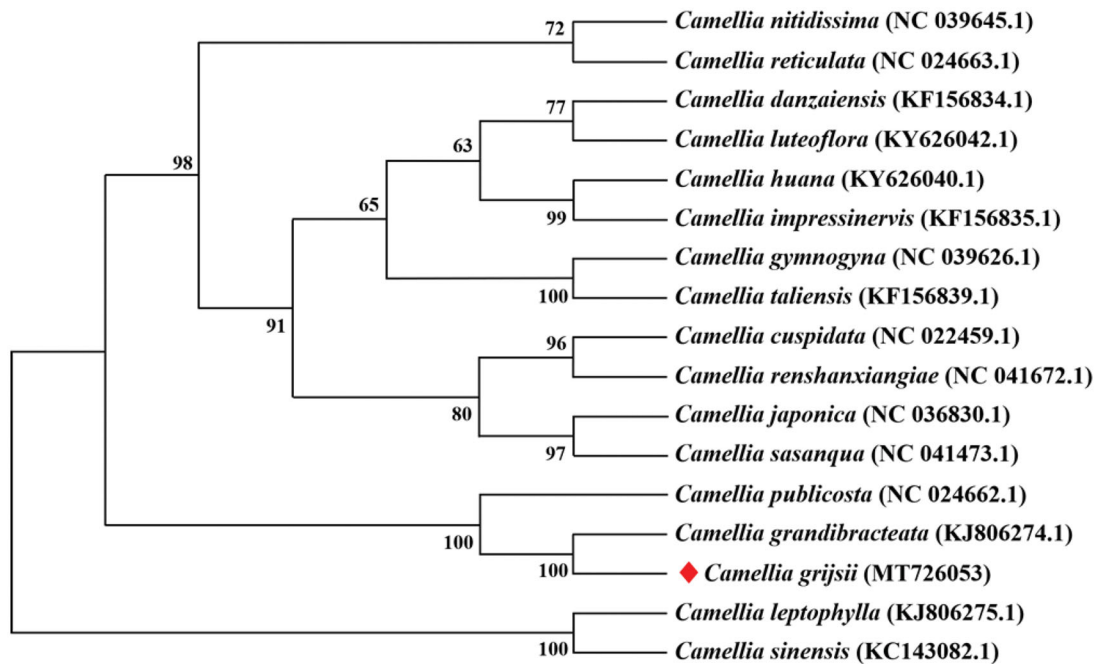 72
Camellia nitidissima (NC 039645.1)
Camellia reticulata (NC 024663.1)
77
Camellia danzaiensis (KF156834.1)
63
Camellia luteoflora (KY626042.1)
98
Camellia huana (KY626040.1)
65
99
Camellia impressinervis (KF156835.1)
Camellia gymnogyna (NC 039626.1)
100
Camellia taliensis (KF156839.1)
91
96
Camellia cuspidata (NC 022459.1)
Camellia renshanxiangiae (NC 041672.1)
80
Camellia japonica (NC 036830.1)
97
Camellia sasanqua (NC 041473.1)
Camellia publicosta (NC 024662.1)
100
Camellia grandibracteata (KJ806274.1)
100
Camellia grijsii (MT726053)
Camellia leptophylla (KJ806275.1)
100
Camellia sinensis (KC143082.1)